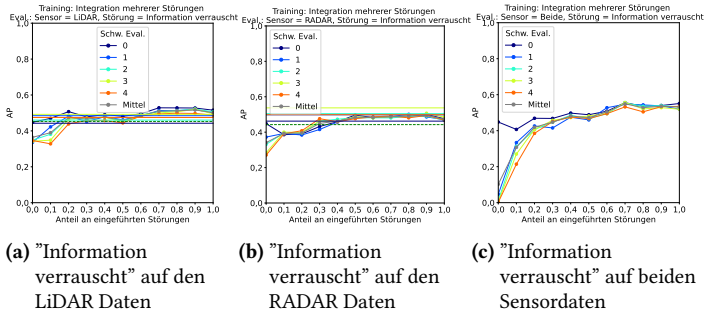 Training: Integration mehrerer Störungen
Eval.: Sensor = LiDAR, Störung = Information verrauscht
AP
1,0
0,8
0,6
0,4
0,2
0,0
Schw. Eval.
0
1
2
3
4
Mittel
0,0 0,1 0,2 0,3 0,4 0,5 0,6 0,7 0,8 0,9 1,0
Anteil an eingeführten Störungen
(a) ”Information
verrauscht” auf den
LiDAR Daten
Training: Integration mehrerer Störungen
Eval.: Sensor = RADAR, Störung = Information verrauscht
AP
1,0
0,8
0,6
0,4
0,2
0,0
Schw. Eval.
0
1
2
3
4
Mittel
0,0 0,1 0,2 0,3 0,4 0,5 0,6 0,7 0,8 0,9 1,0
Anteil an eingeführten Störungen
(b) ”Information
verrauscht” auf den
RADAR Daten
Training: Integration mehrerer Störungen
Eval.: Sensor = Beide, Störung = Information verrauscht
AP
1,0
0,8
0,6
0,4
0,2
0,0
Schw. Eval.
0
1
2
3
4
Mittel
0,0 0,1 0,2 0,3 0,4 0,5 0,6 0,7 0,8 0,9 1,0
Anteil an eingeführten Störungen
(c) ”Information
verrauscht” auf beiden
Sensordaten